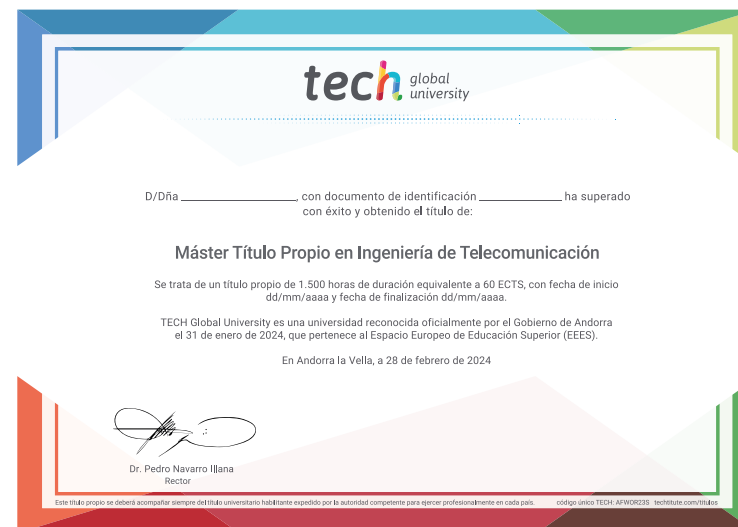 tech global university
D/Dña ______________, con documento de identificación ______________ ha superado
con éxito y obtenido el título de:
Máster Título Propio en Ingeniería de Telecomunicación
Se trata de un título propio de 1.500 horas de duración equivalente a 60 ECTS, con fecha de inicio
dd/mm/aaaa y fecha de finalización dd/mm/aaaa.
TECH Global University es una universidad reconocida oficialmente por el Gobierno de Andorra
el 31 de enero de 2024, que pertenece al Espacio Europeo de Educación Superior (EEES).
En Andorra la Vella, a 28 de febrero de 2024
Dr. Pedro Navarro Illana
Rector
Este título propio se deberá acompañar siempre del título universitario habilitante expedido por la autoridad competente para ejercer profesionalmente en cada país. código único TECH: AFWOR23S techtitute.com/titulos